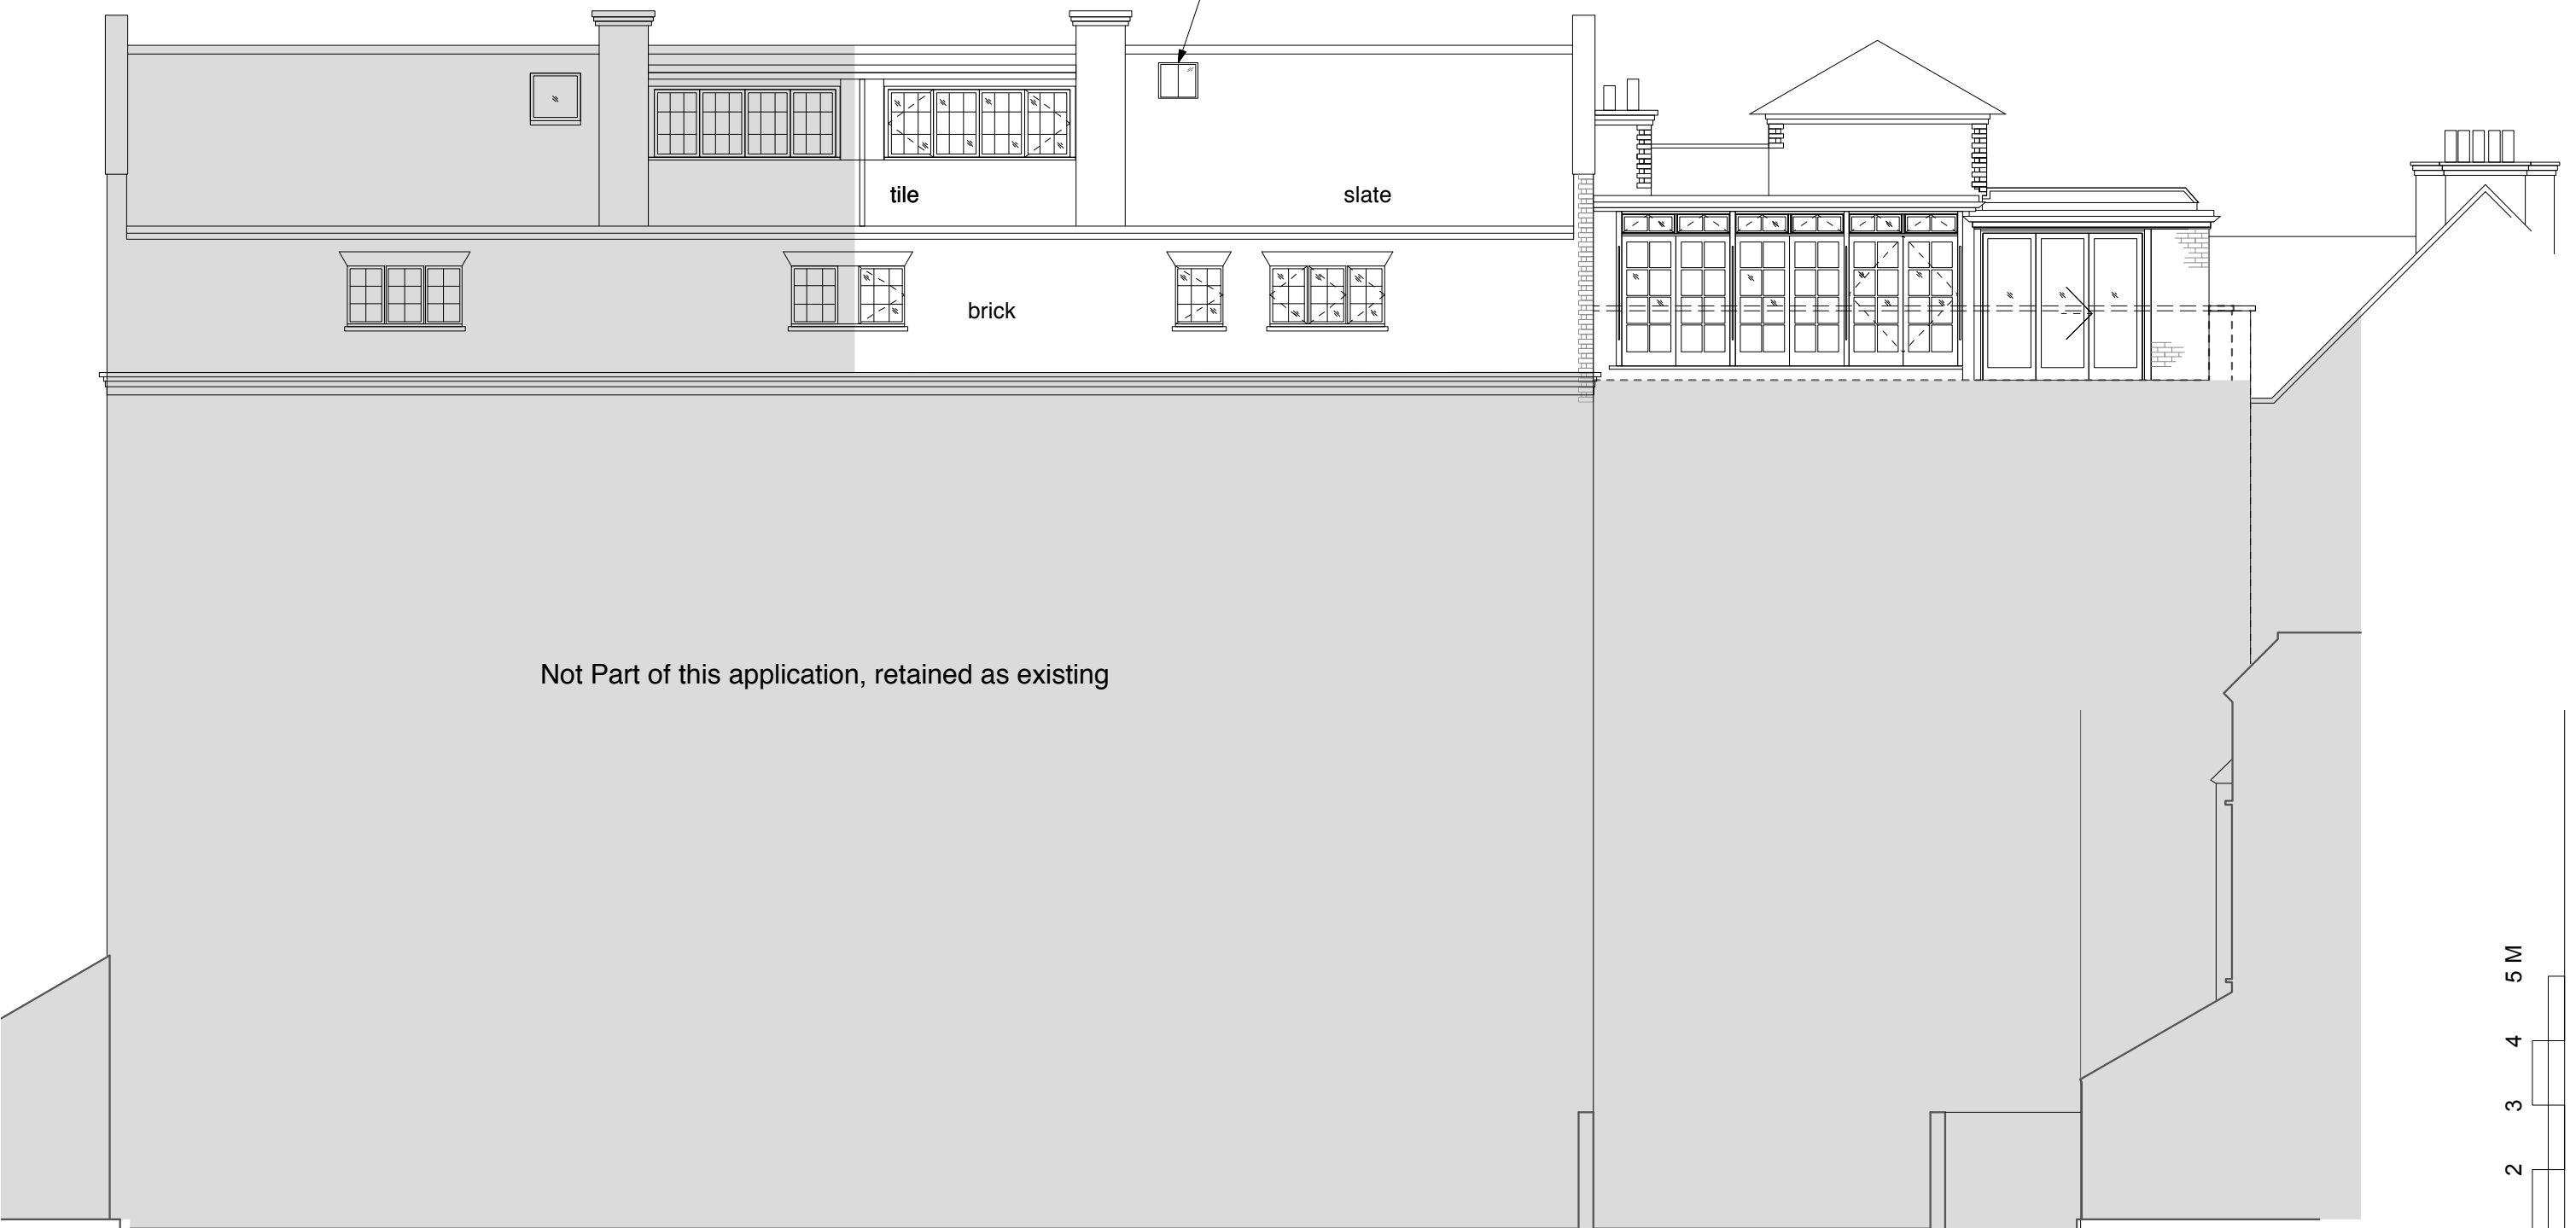 tile
slate
brick
Not Part of this application, retained as existing
5 M
4
3
2